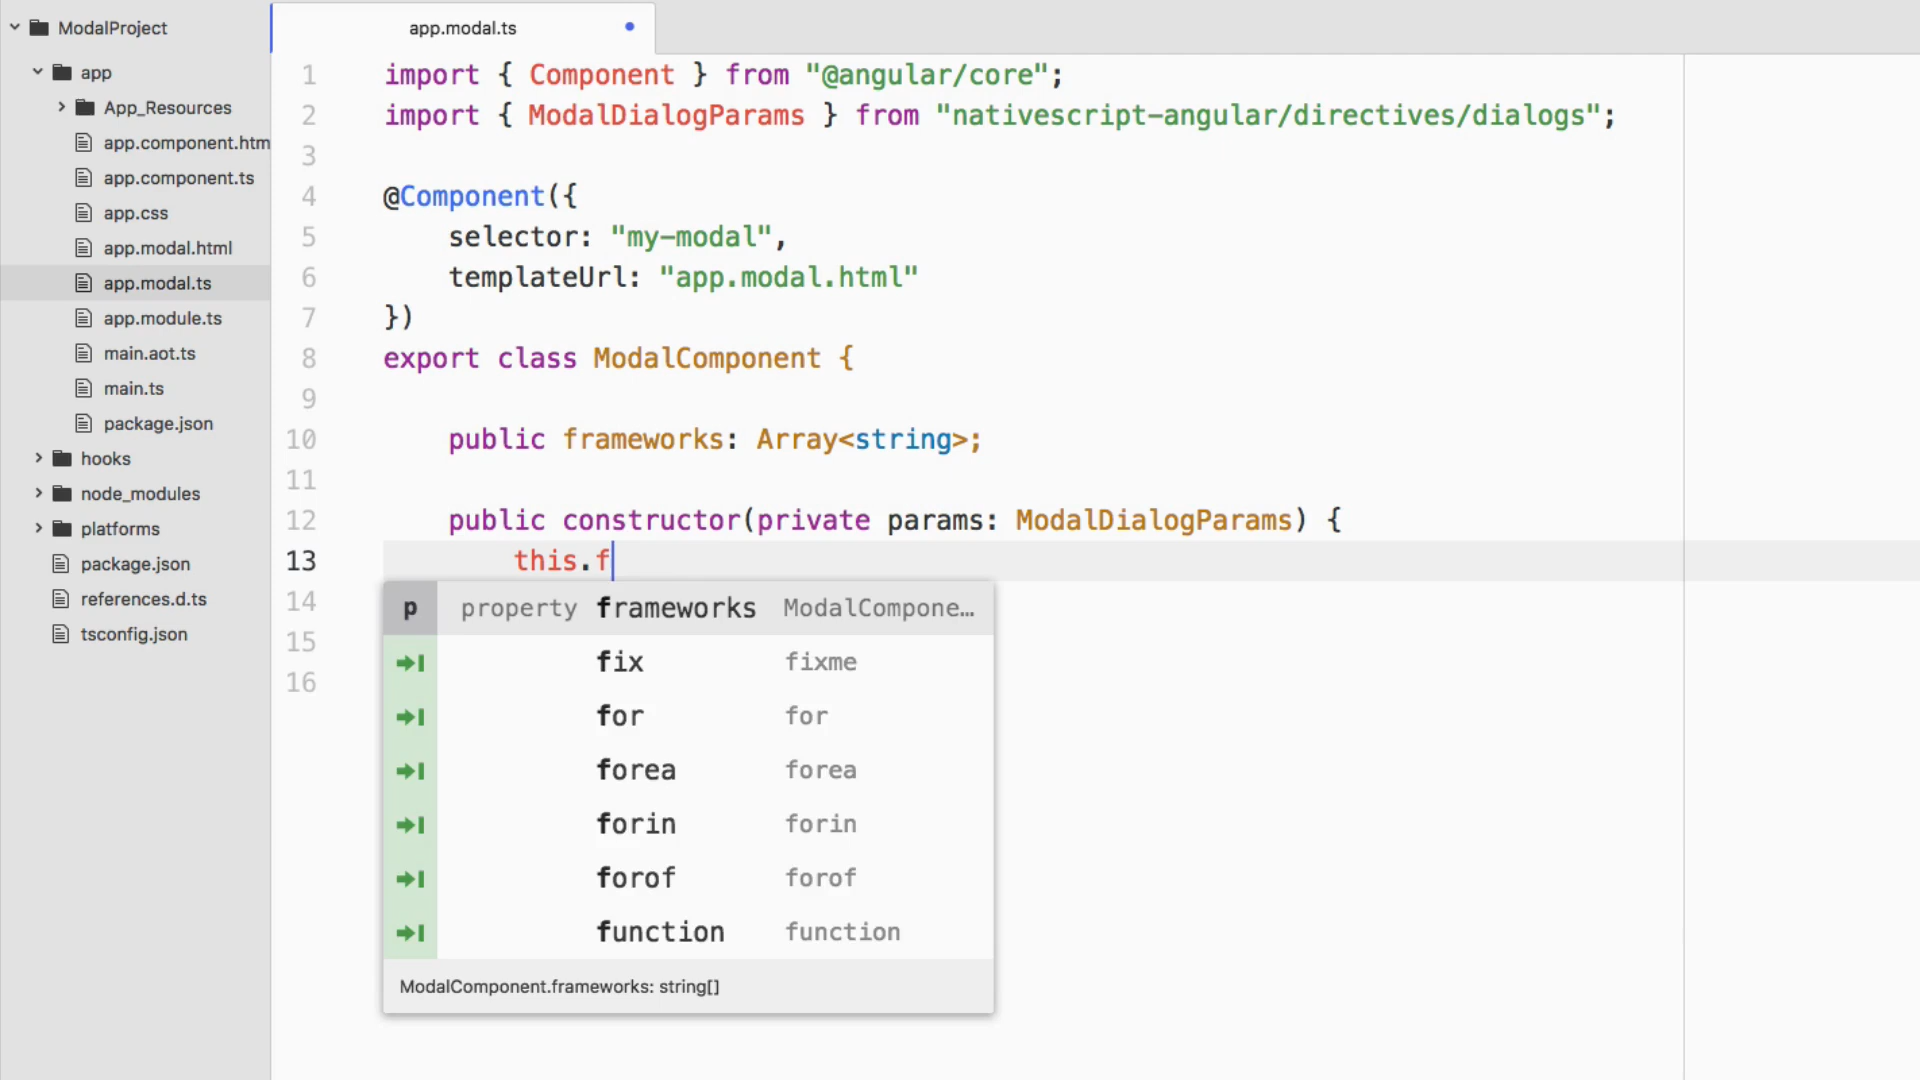 ModalProject
app
App_Resources
app.component.htm
app.component.ts
app.css
app.modal.html
app.modal.ts
app.module.ts
main.aot.ts
main.ts
package.json
hooks
node_modules
platforms
package.json
references.d.ts
tsconfig.json
app.modal.ts
1 import { Component } from "@angular/core";
2 import { ModalDialogParams } from "nativescript-angular/directives/dialogs";
3
4 @Component({
5 selector: "my-modal",
6 templateUrl: "app.modal.html"
7 })
8 export class ModalComponent {
9
10 public frameworks: Array<string>;
11
12 public constructor(private params: ModalDialogParams) {
13 this.f
14
15
16
p property frameworks ModalCompone…
fix fixme
for for
forea forea
forin forin
forof forof
function function
ModalComponent.frameworks: string[]